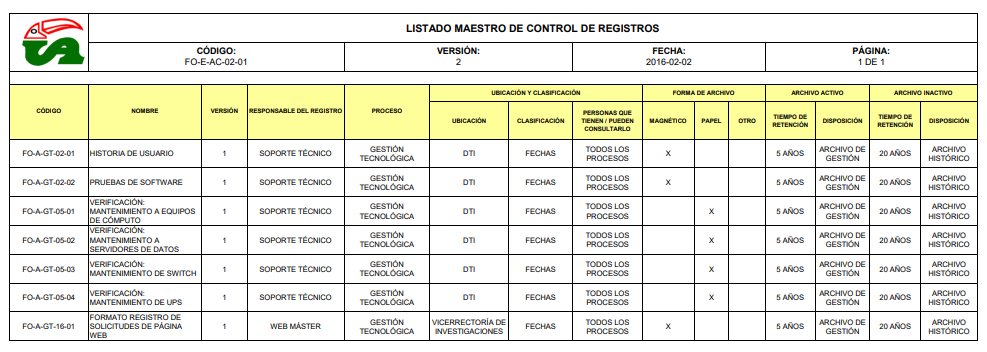 LISTADO MAESTRO DE CONTROL DE REGISTROS
CÓDIGO: VERSIÓN: FECHA: PÁGINA:
FO-E-AC-02-01 2 2016-02-02 1 DE 1
CÓDIGO NOMBRE VERSIÓN RESPONSABLE DEL REGISTRO PROCESO UBICACIÓN Y CLASIFICACIÓN FORMA DE ARCHIVO ARCHIVO ACTIVO ARCHIVO INACTIVO
UBICACIÓN CLASIFICACIÓN PERSONAS QUE TIENEN / PUEDEN CONSULTARLO MAGNÉTICO PAPEL OTRO TIEMPO DE RETENCIÓN DISPOSICIÓN TIEMPO DE RETENCIÓN DISPOSICIÓN
FO-A-GT-02-01 HISTORIA DE USUARIO 1 SOPORTE TÉCNICO GESTIÓN TECNOLÓGICA DTI FECHAS TODOS LOS PROCESOS X 5 AÑOS ARCHIVO DE GESTIÓN 20 AÑOS ARCHIVO HISTÓRICO
FO-A-GT-02-02 PRUEBAS DE SOFTWARE 1 SOPORTE TÉCNICO GESTIÓN TECNOLÓGICA DTI FECHAS TODOS LOS PROCESOS X 5 AÑOS ARCHIVO DE GESTIÓN 20 AÑOS ARCHIVO HISTÓRICO
FO-A-GT-05-01 VERIFICACIÓN: MANTENIMIENTO A EQUIPOS DE CÓMPUTO 1 SOPORTE TÉCNICO GESTIÓN TECNOLÓGICA DTI FECHAS TODOS LOS PROCESOS X 5 AÑOS ARCHIVO DE GESTIÓN 20 AÑOS ARCHIVO HISTÓRICO
FO-A-GT-05-02 VERIFICACIÓN: MANTENIMIENTO A SERVIDORES DE DATOS 1 SOPORTE TÉCNICO GESTIÓN TECNOLÓGICA DTI FECHAS TODOS LOS PROCESOS X 5 AÑOS ARCHIVO DE GESTIÓN 20 AÑOS ARCHIVO HISTÓRICO
FO-A-GT-05-03 VERIFICACIÓN: MANTENIMIENTO DE SWITCH 1 SOPORTE TÉCNICO GESTIÓN TECNOLÓGICA DTI FECHAS TODOS LOS PROCESOS X 5 AÑOS ARCHIVO DE GESTIÓN 20 AÑOS ARCHIVO HISTÓRICO
FO-A-GT-05-04 VERIFICACIÓN: MANTENIMIENTO DE UPS 1 SOPORTE TÉCNICO GESTIÓN TECNOLÓGICA DTI FECHAS TODOS LOS PROCESOS X 5 AÑOS ARCHIVO DE GESTIÓN 20 AÑOS ARCHIVO HISTÓRICO
FO-A-GT-16-01 FORMATO REGISTRO DE SOLICITUDES DE PÁGINA WEB 1 WEB MÁSTER GESTIÓN TECNOLÓGICA VICERRECTORÍA DE INVESTIGACIONES FECHAS TODOS LOS PROCESOS X 5 AÑOS ARCHIVO DE GESTIÓN 20 AÑOS ARCHIVO HISTÓRICO